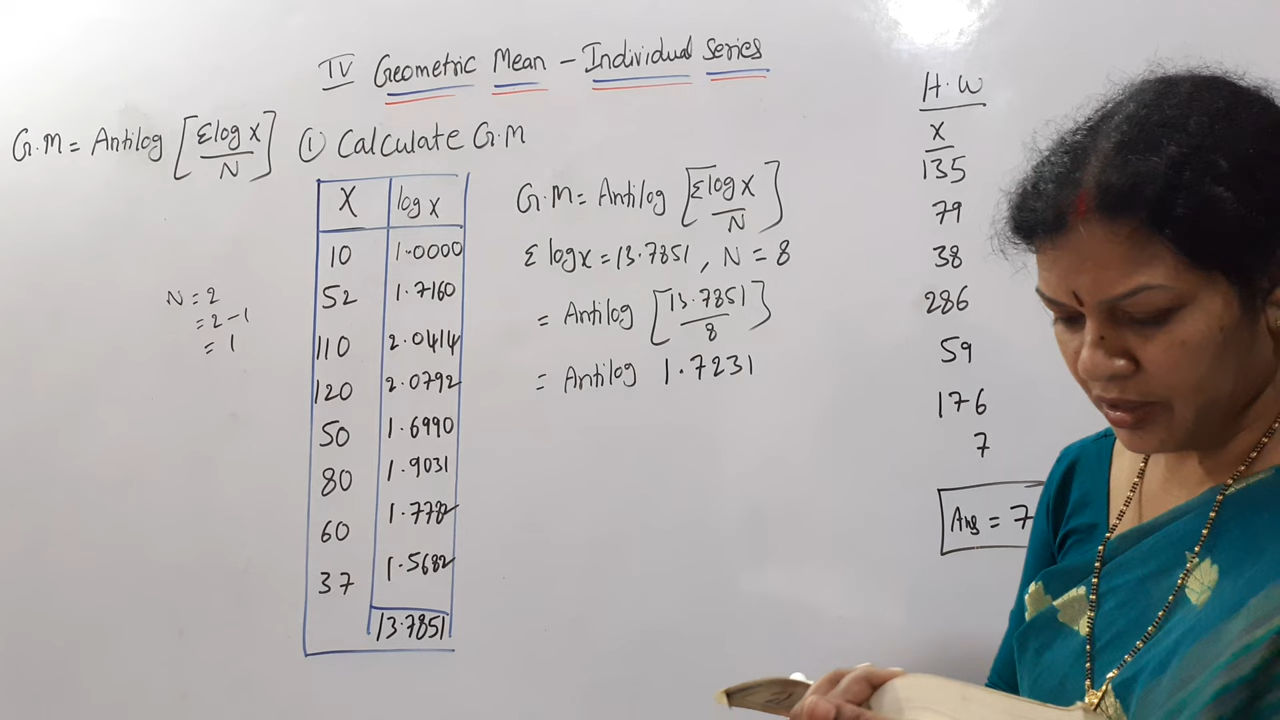 IV Geometric Mean - Individual Series
G.M = Antilog [Σlog X / N]
① Calculate G.M
X log x
10 1.0000
52 1.7160
110 2.0414
120 2.0792
50 1.6990
80 1.9031
60 1.7782
37 1.5682
13.7851
N = 2
= 2 - 1
= 1
G.M = Antilog [Σlog X / N]
Σ log x = 13.7851, N = 8
= Antilog [13.7851 / 8]
= Antilog 1.7231
H.W
X
135
79
38
286
59
176
7
Ans = 7